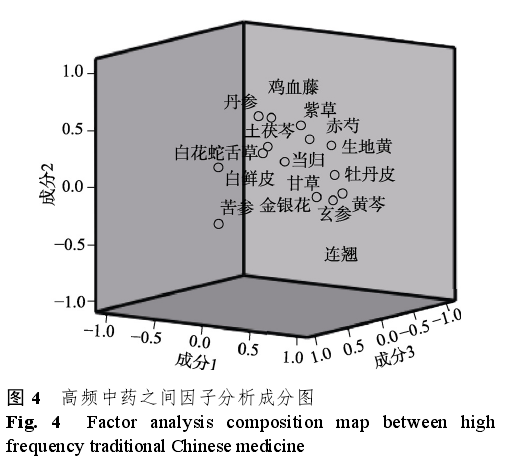 1.0
鸡血藤
丹参
紫草
0.5
土茯苓
赤芍
白花蛇舌草
当归
生地黄
成分2
0.0
白鲜皮
甘草
牡丹皮
苦参
金银花
黄芩
玄参
−0.5
连翘
−1.0
−1.0
−0.5
0.0
0.5
1.0
1.0
0.5
0.0
−0.5
−1.0
成分1
成分3
图 4 高频中药之间因子分析成分图
Fig. 4 Factor analysis composition map between high
frequency traditional Chinese medicine